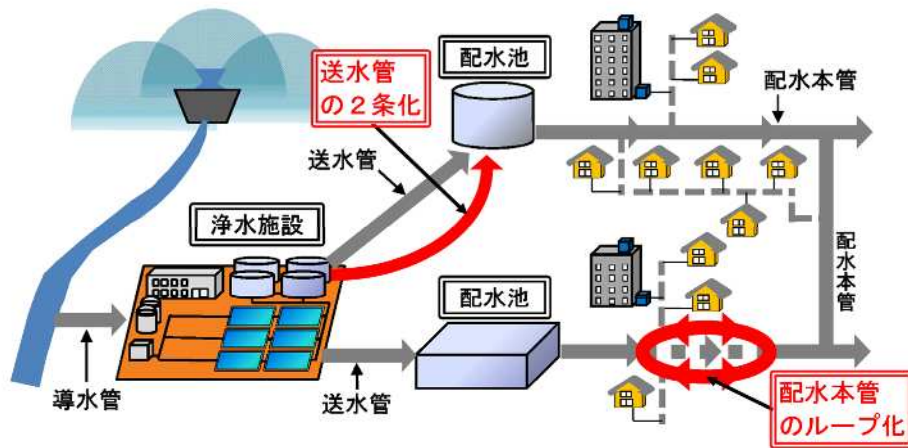 送水管
の２条化
配水池
配水本管
送水管
浄水施設
配水本管
配水池
導水管
送水管
配水本管
のループ化